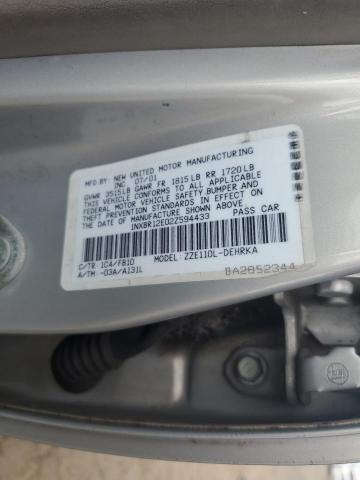 MFD. BY: NEW UNITED MOTOR MANUFACTURING
INC 07/01
GVWR 3515LB GAWR FR 1815LB RR 1720LB
THIS VEHICLE CONFORMS TO ALL APPLICABLE
FEDERAL MOTOR VEHICLE SAFETY,BUMPER,AND
THEFT PREVENTION STANDARDS IN EFFECT ON
THE DATE OF MANUFACTURE SHOWN ABOVE.
1NXBR12E02Z594433 PASS CAR
C/TR: 1C4/FB10 MODEL: ZZE110L-DEHRKA
A/TM -03A/A131L
BA2852344